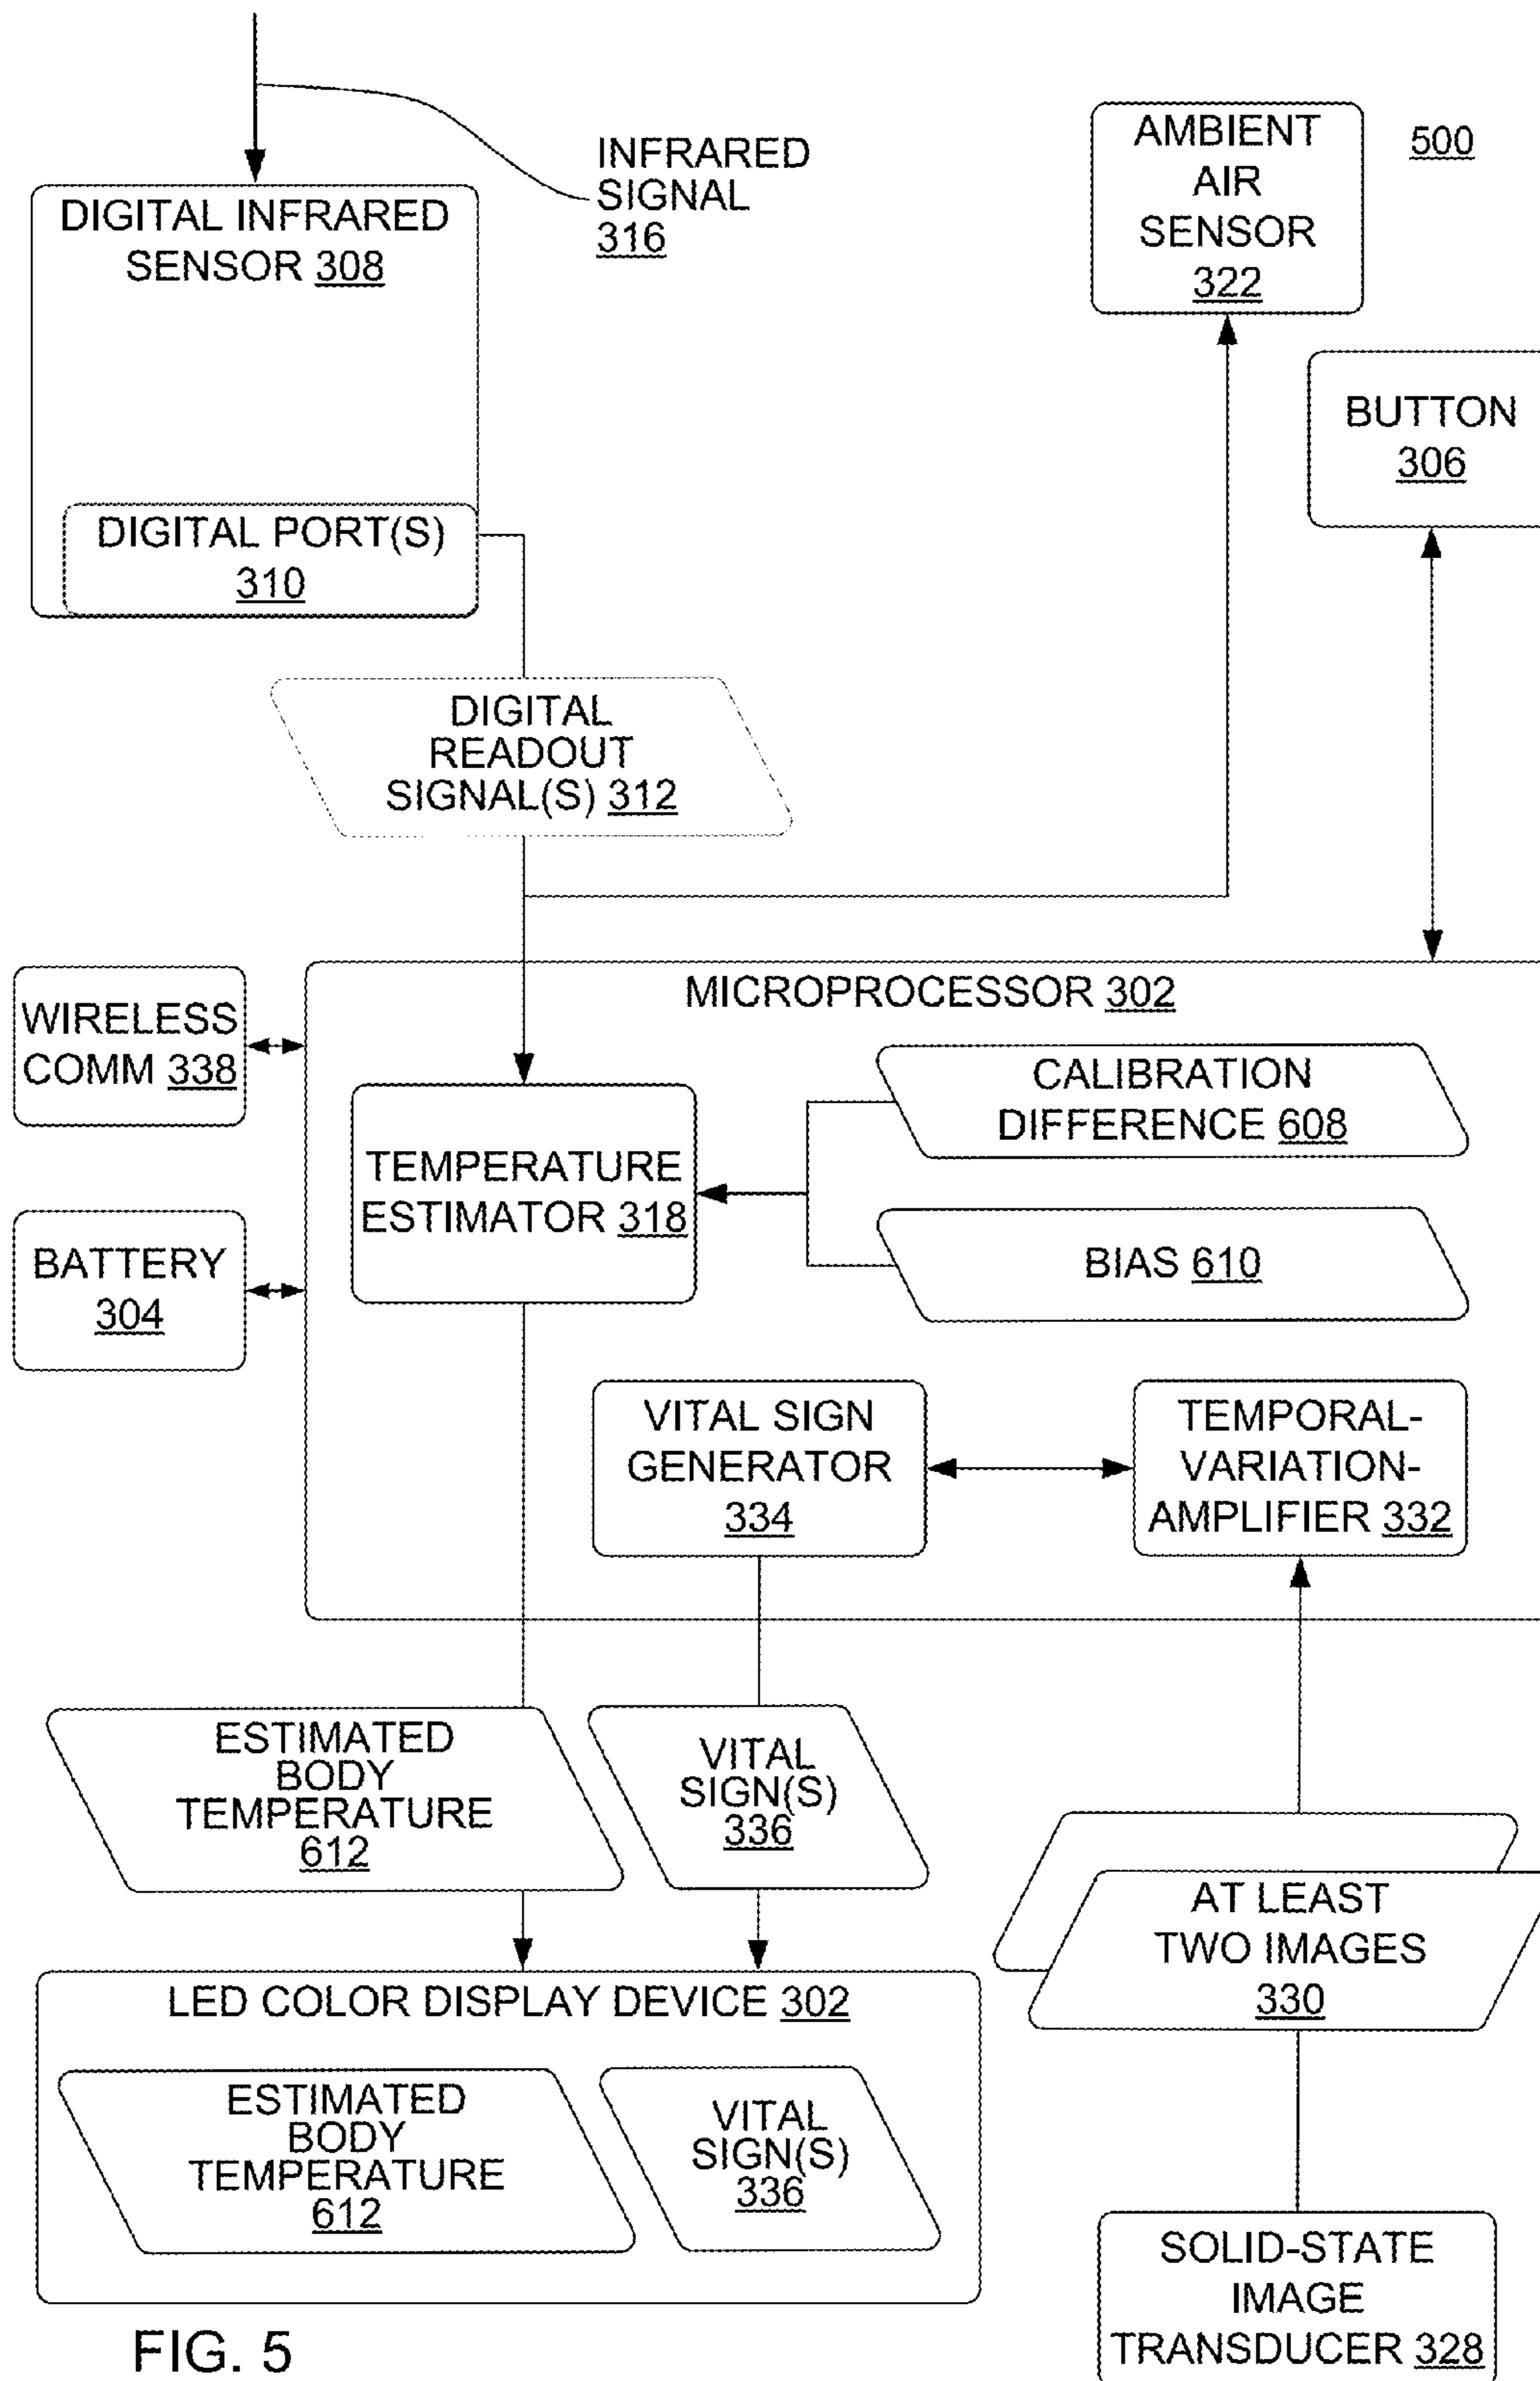 INFRARED
SIGNAL
316
AMBIENT
AIR
SENSOR
322
500
DIGITAL INFRARED
SENSOR 308
BUTTON
306
DIGITAL PORT(S)
310
DIGITAL
READOUT
SIGNAL(S) 312
MICROPROCESSOR 302
WIRELESS
COMM 338
CALIBRATION
DIFFERENCE 608
TEMPERATURE
ESTIMATOR 318
BATTERY
304
BIAS 610
VITAL SIGN
GENERATOR
334
TEMPORAL-
VARIATION-
AMPLIFIER 332
ESTIMATED
BODY
TEMPERATURE
612
VITAL
SIGN(S)
336
AT LEAST
TWO IMAGES
330
LED COLOR DISPLAY DEVICE 302
ESTIMATED
BODY
TEMPERATURE
612
VITAL
SIGN(S)
336
SOLID-STATE
IMAGE
TRANSDUCER 328
FIG. 5